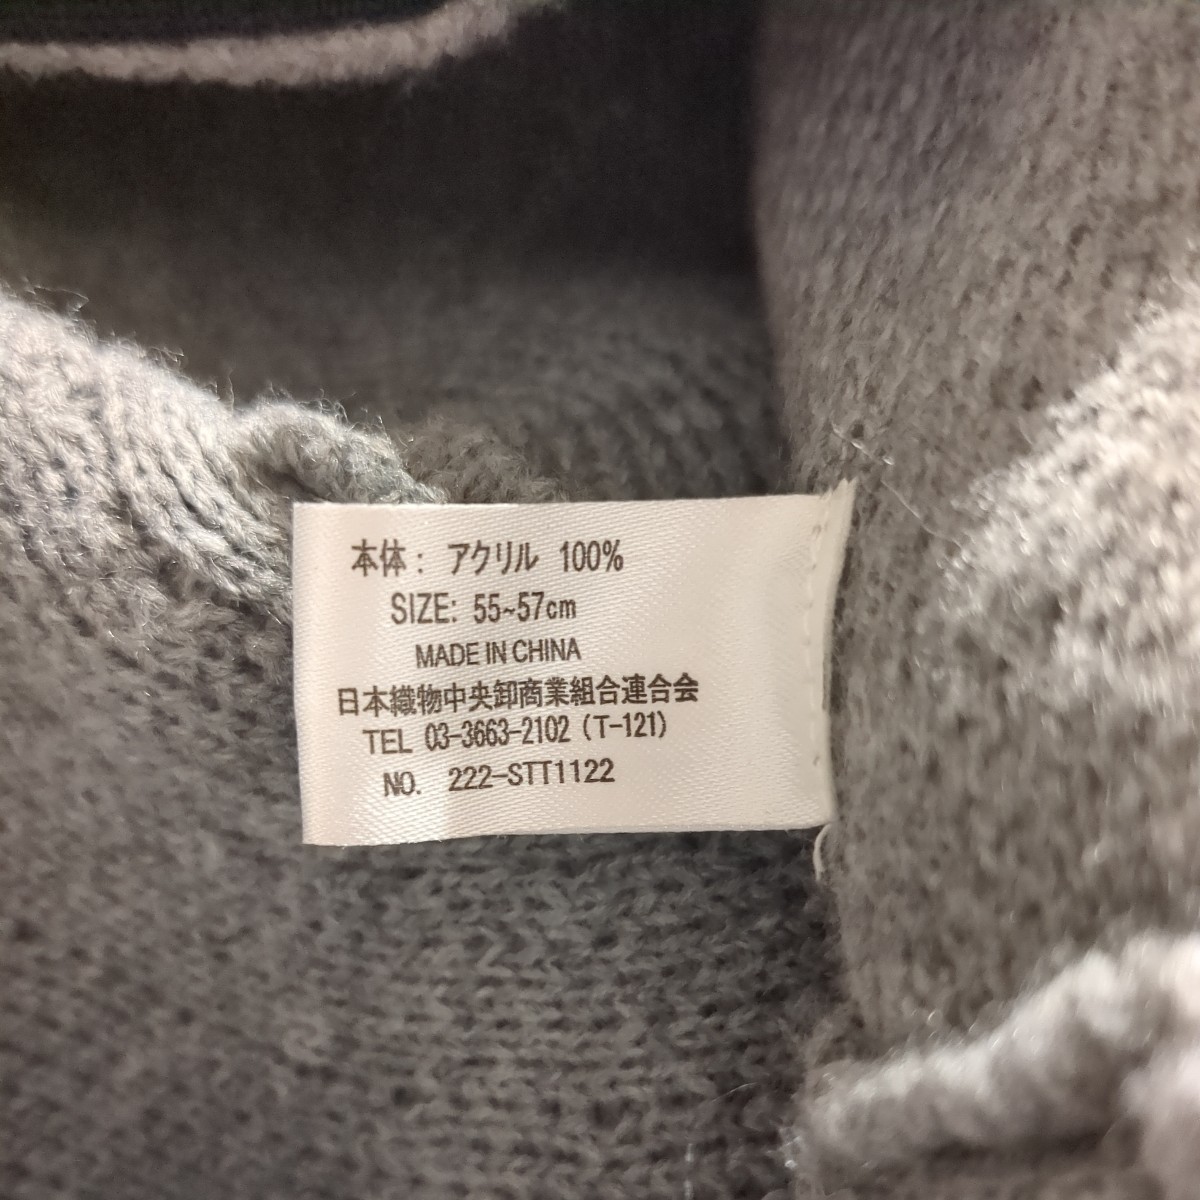 本体： アクリル 100%
SIZE: 55~57cm
MADE IN CHINA
日本織物中央卸商業組合連合会
TEL 03-3663-2102（T-121）
NO. 222-STT1122